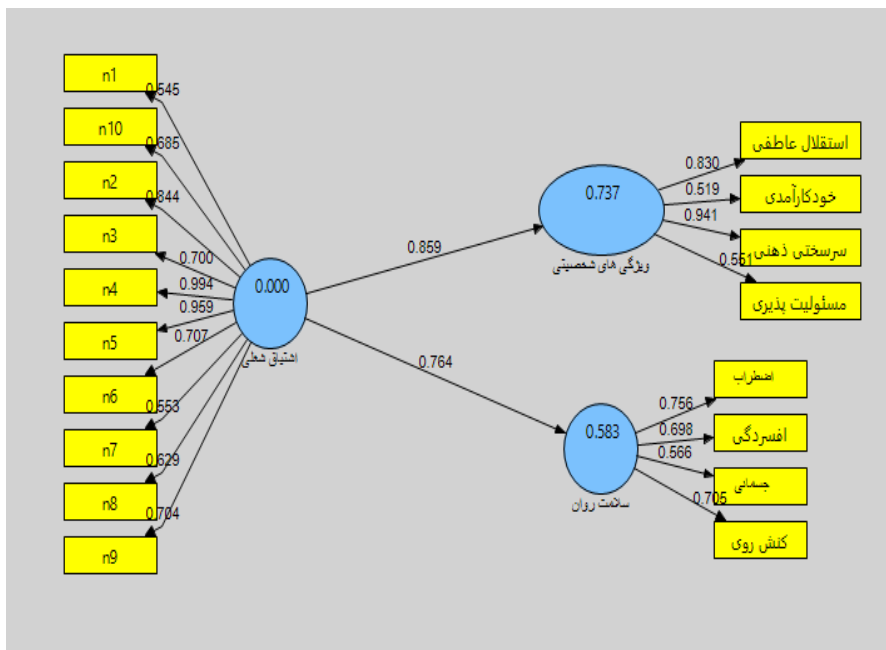 n1
0.545
n10
0.685
n2
0.844
n3
0.700
n4
0.994
0.959
n5
0.707
n6
0.553
n7
0.629
n8
0.704
n9
0.000
اشتیاق شغلی
0.859
0.764
0.737
ویژگی های شخصیتی
0.830
استقلال عاطفی
0.519
خودکارآمدی
0.941
سرسختی ذهنی
0.551
مسئولیت پذیری
0.583
سلامت روان
0.756
اضطراب
0.698
افسردگی
0.566
جسمانی
0.705
کنش روی